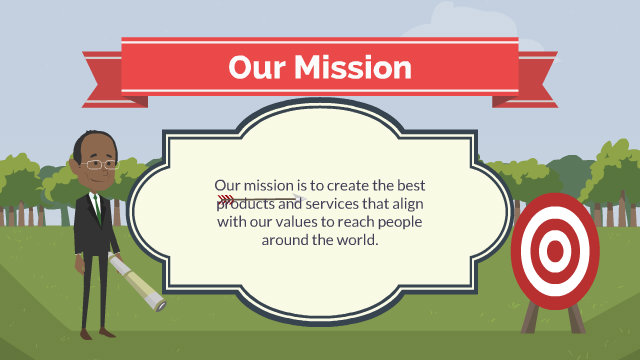 Our Mission
Our mission is to create the best
products and services that align
with our values to reach people
around the world.